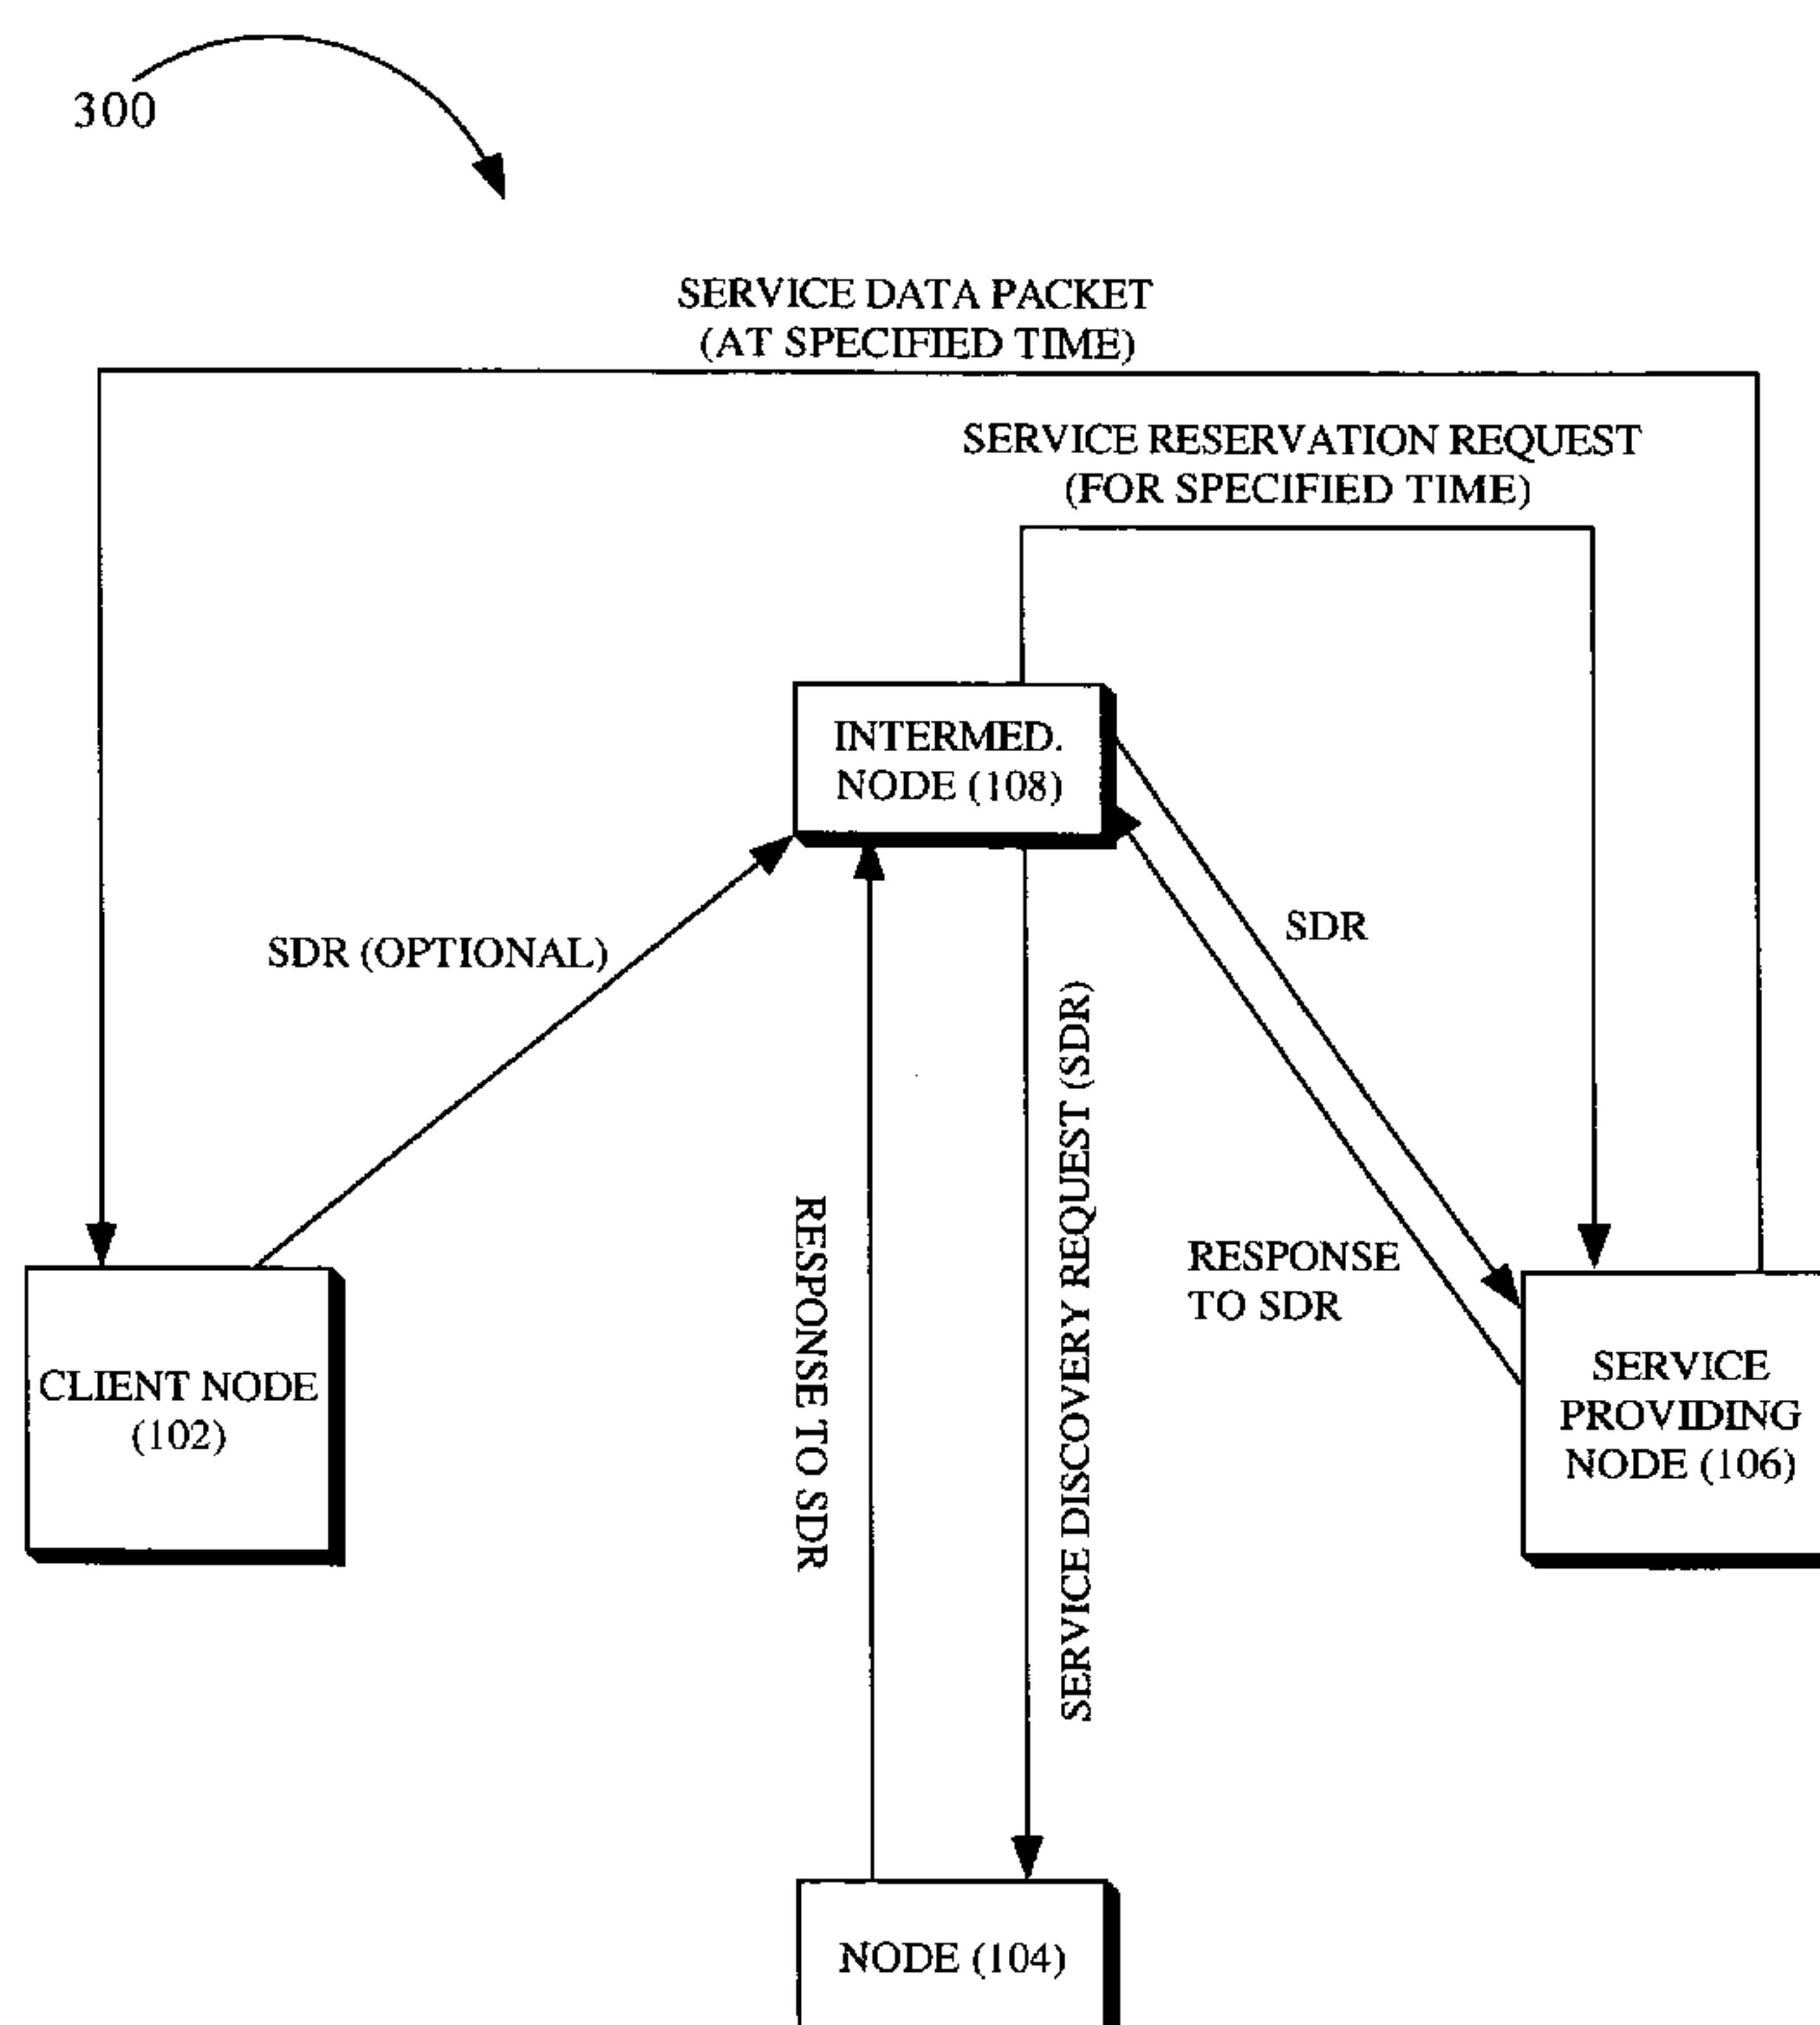 300
SERVICE DATA PACKET
(AT SPECIFIED TIME)
SERVICE RESERVATION REQUEST
(FOR SPECIFIED TIME)
INTERMED.
NODE (108)
SDR (OPTIONAL)
SDR
SERVICE DISCOVERY REQUEST (SDR)
RESPONSE TO SDR
RESPONSE
TO SDR
CLIENT NODE
(102)
SERVICE
PROVIDING
NODE (106)
NODE (104)